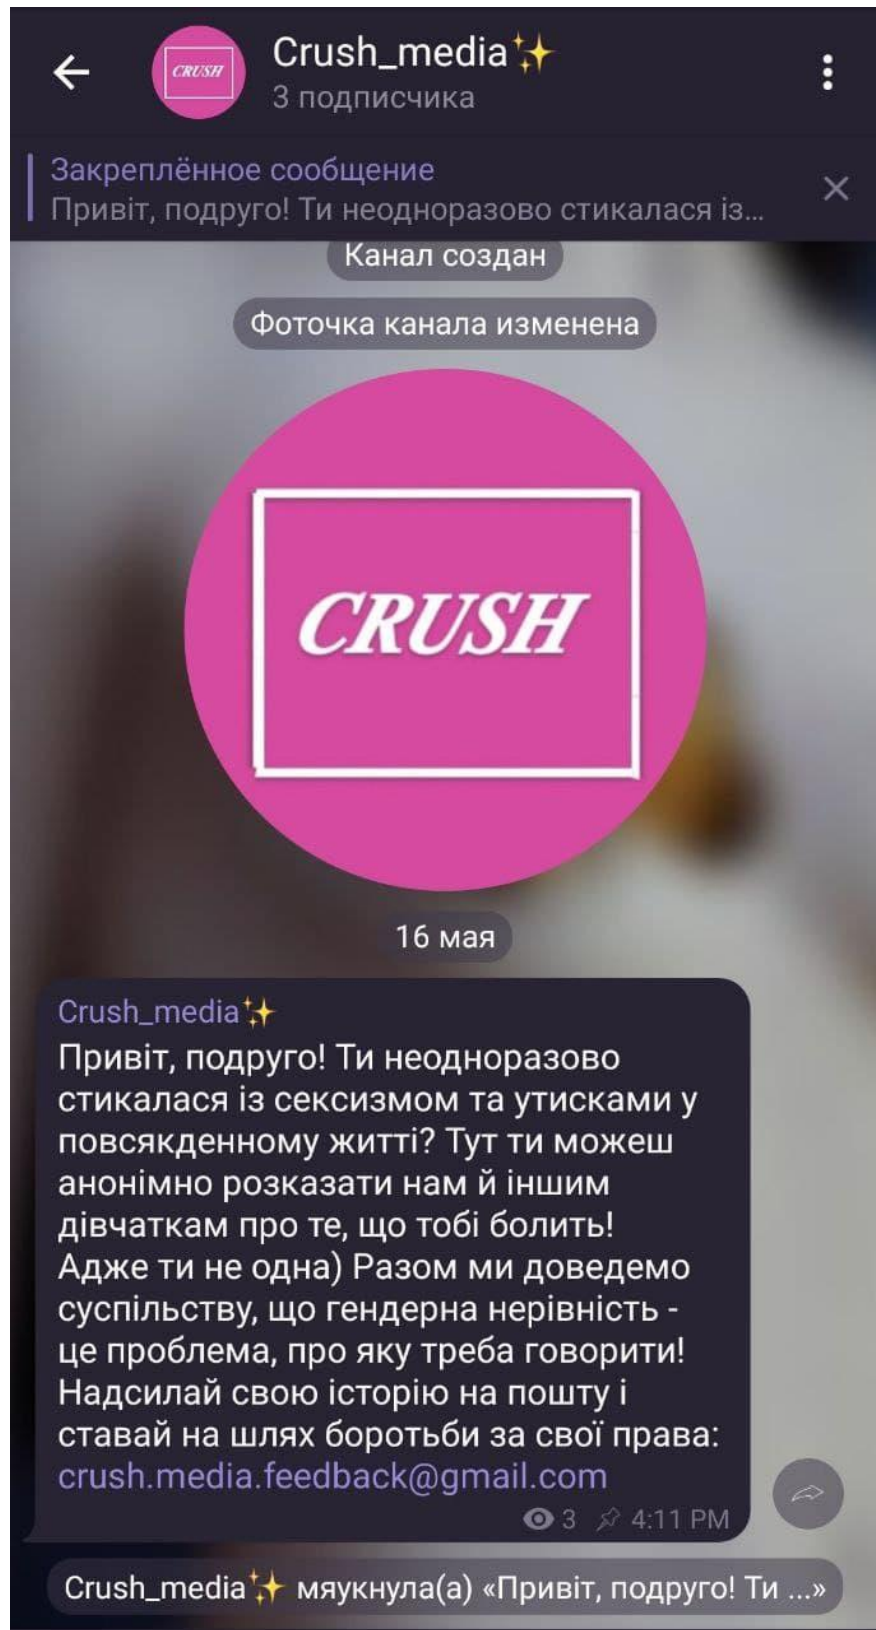 CRUSH
Crush_media✨
3 подписчика
Закреплённое сообщение
Привіт, подруго! Ти неодноразово стикалася із...
Канал создан
Фоточка канала изменена
CRUSH
16 мая
Crush_media✨
Привіт, подруго! Ти неодноразово
стикалася із сексизмом та утисками у
повсякденному житті? Тут ти можеш
анонімно розказати нам й іншим
дівчаткам про те, що тобі болить!
Адже ти не одна) Разом ми доведемо
суспільству, що гендерна нерівність -
це проблема, про яку треба говорити!
Надсилай свою історію на пошту і
ставай на шлях боротьби за свої права:
crush.media.feedback@gmail.com
3 4:11 PM
Crush_media✨ мяукнула(а) «Привіт, подруго! Ти ...»